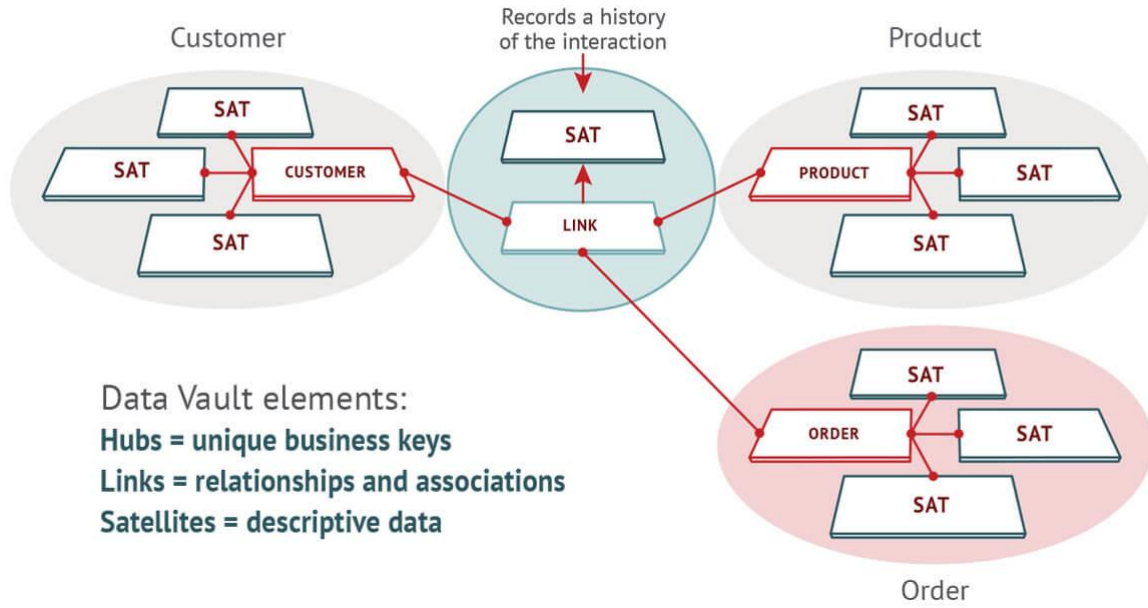 Customer
Records a history
of the interaction
Product
SAT
SAT
CUSTOMER
SAT
SAT
LINK
SAT
PRODUCT
SAT
SAT
SAT
ORDER
SAT
SAT
Order
Data Vault elements:
Hubs = unique business keys
Links = relationships and associations
Satellites = descriptive data